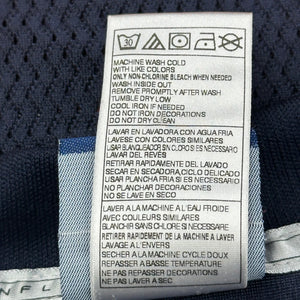 30
MACHINE WASH COLD
WITH LIKE COLORS
ONLY NON-CHLORINE BLEACH WHEN NEEDED
WASH INSIDE OUT
REMOVE PROMPTLY AFTER WASH
TUMBLE DRY LOW
COOL IRON IF NEEDED
DO NOT IRON DECORATIONS
DO NOT DRY CLEAN
LAVAR EN LAVADORA CON AGUA FRIA
LAVESE CON COLORES SIMILARES
USAR BLANQUEADOR SIN CLORO SI ES NECESARIO
LAVAR DEL REVES
RETIRAR RAPIDAMENTE DEL LAVADO
SECAR EN SECADORA, CICLO DELICADO
USAR PLANCHA FRIA SI ES NECESARIO
NO PLANCHAR DECORACIONES
NO SE LAVE EN SECO
LAVER A LA MACHINE A L'EAU FROIDE
AVEC COULEURS SIMILAIRES
BLANCHIR SANS CHLORE SI NECESSAIRE
RETIRER RAPIDEMENT DE LA MACHINE A LAVER
LAVAGE A L'ENVERS
SECHER A LA MACHINE CYCLE DOUX
REPASSER A BASSE TEMPERATURE
NE PAS REPASSER DECORATIONS
NE PAS NETTOYER A SEC
NFL